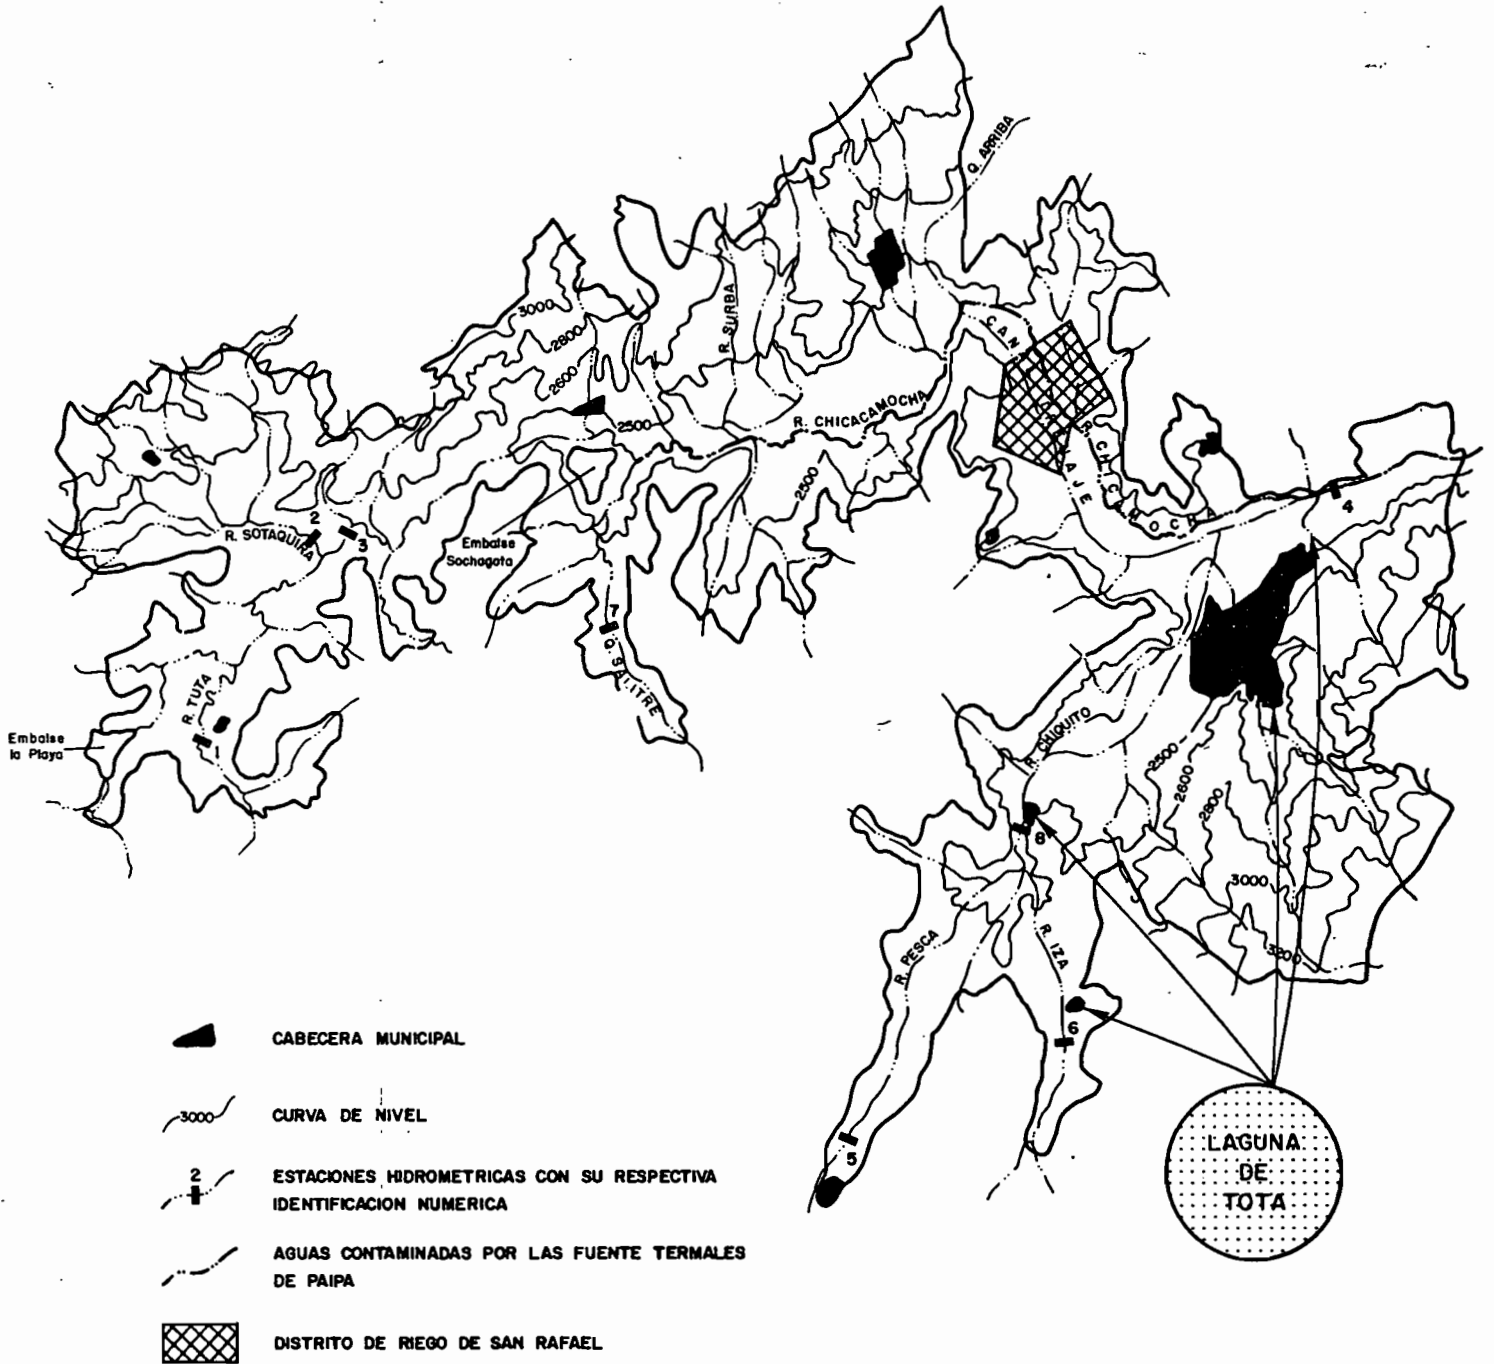 Q. ARRIBA
R. SURBA
3000
2800
2600
2500
R. CHICACAMOCHA
CAN
AJE
R. CHICAMOCHA
2500
4
R. SOTAQUIRA
2
3
Embalse
Sochagota
7
Q. SALITRE
R. TUTA
1
Embalse
la Playa
R. CHIQUITO
2500
2600
2800
3000
3200
8
R. PESCA
R. IZA
6
5
LAGUNA
DE
TOTA
CABECERA MUNICIPAL
3000
CURVA DE NIVEL
2
ESTACIONES HIDROMETRICAS CON SU RESPECTIVA
IDENTIFICACION NUMERICA
AGUAS CONTAMINADAS POR LAS FUENTE TERMALES
DE PAIPA
DISTRITO DE RIEGO DE SAN RAFAEL